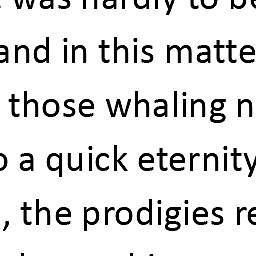 was hardly to be
and in this matte
those whaling n
o a quick eternity
, the prodigies re